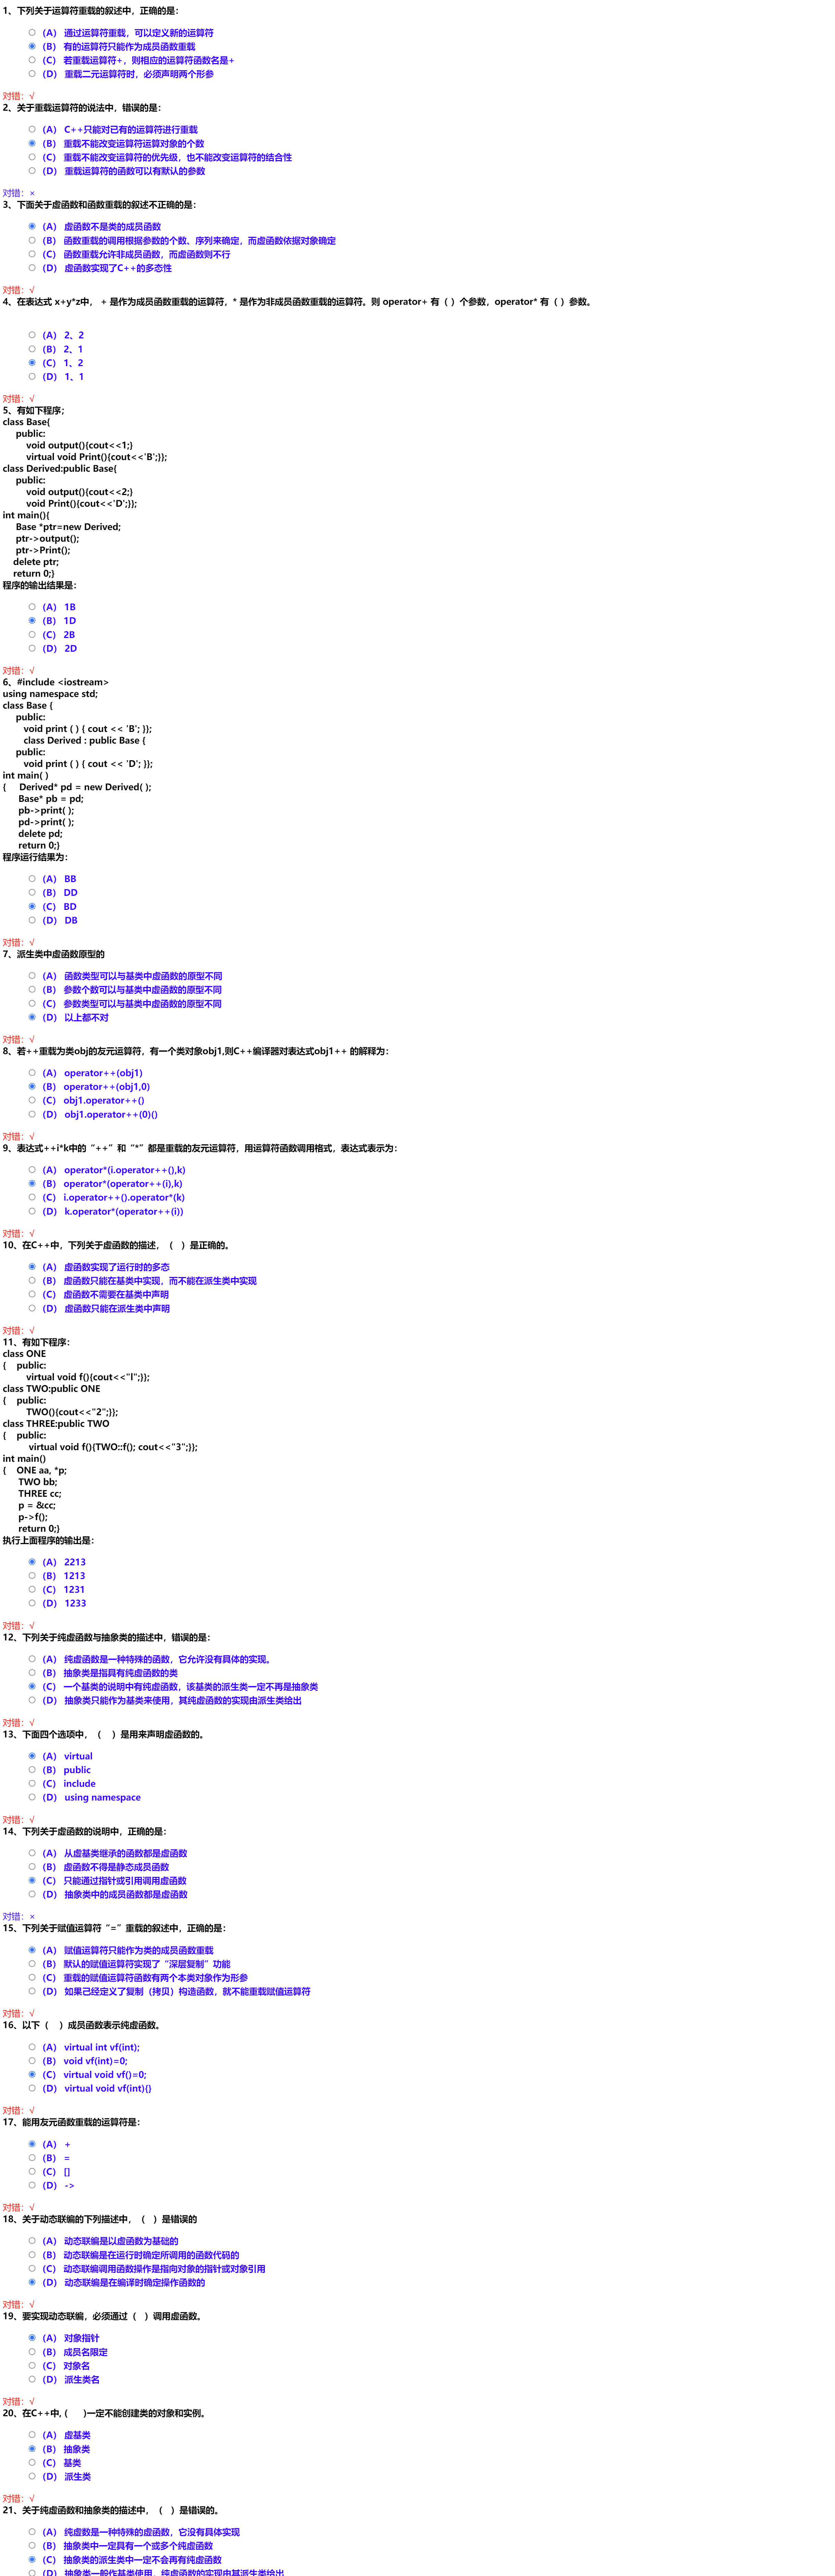 1、下列关于运算符重载的叙述中，正确的是：
（A） 通过运算符重载，可以定义新的运算符
（B） 有的运算符只能作为成员函数重载
（C） 若重载运算符+，则相应的运算符函数名是+
（D） 重载二元运算符时，必须声明两个形参
对错：√
2、关于重载运算符的说法中，错误的是：
（A） C++只能对已有的运算符进行重载
（B） 重载不能改变运算符运算对象的个数
（C） 重载不能改变运算符的优先级，也不能改变运算符的结合性
（D） 重载运算符的函数可以有默认的参数
对错：×
3、下面关于虚函数和函数重载的叙述不正确的是：
（A） 虚函数不是类的成员函数
（B） 函数重载的调用根据参数的个数、序列来确定，而虚函数依据对象确定
（C） 函数重载允许非成员函数，而虚函数则不行
（D） 虚函数实现了C++的多态性
对错：√
4、在表达式 x+y*z中， + 是作为成员函数重载的运算符，* 是作为非成员函数重载的运算符。则 operator+ 有（ ）个参数，operator* 有（ ）参数。
（A） 2、2
（B） 2、1
（C） 1、2
（D） 1、1
对错：√
5、有如下程序；
class Base{
public:
void output(){cout<<1;}
virtual void Print(){cout<<'B';}};
class Derived:public Base{
public:
void output(){cout<<2;}
void Print(){cout<<'D';}};
int main(){
Base *ptr=new Derived;
ptr->output();
ptr->Print();
delete ptr;
return 0;}
程序的输出结果是：
（A） 1B
（B） 1D
（C） 2B
（D） 2D
对错：√
6、#include <iostream>
using namespace std;
class Base {
public:
void print ( ) { cout << 'B'; }};
class Derived : public Base {
public:
void print ( ) { cout << 'D'; }};
int main( )
{ Derived* pd = new Derived( );
Base* pb = pd;
pb->print( );
pd->print( );
delete pd;
return 0;}
程序运行结果为：
（A） BB
（B） DD
（C） BD
（D） DB
对错：√
7、派生类中虚函数原型的
（A） 函数类型可以与基类中虚函数的原型不同
（B） 参数个数可以与基类中虚函数的原型不同
（C） 参数类型可以与基类中虚函数的原型不同
（D） 以上都不对
对错：√
8、若++重载为类obj的友元运算符，有一个类对象obj1,则C++编译器对表达式obj1++ 的解释为：
（A） operator++(obj1)
（B） operator++(obj1,0)
（C） obj1.operator++()
（D） obj1.operator++(0)()
对错：√
9、表达式++i*k中的“++”和“*”都是重载的友元运算符，用运算符函数调用格式，表达式表示为：
（A） operator*(i.operator++(),k)
（B） operator*(operator++(i),k)
（C） i.operator++().operator*(k)
（D） k.operator*(operator++(i))
对错：√
10、在C++中，下列关于虚函数的描述，（ ）是正确的。
（A） 虚函数实现了运行时的多态
（B） 虚函数只能在基类中实现，而不能在派生类中实现
（C） 虚函数不需要在基类中声明
（D） 虚函数只能在派生类中声明
对错：√
11、有如下程序：
class ONE
{ public:
virtual void f(){cout<<"l";}};
class TWO:public ONE
{ public:
TWO(){cout<<"2";}};
class THREE:public TWO
{ public:
virtual void f(){TWO::f(); cout<<"3";}};
int main()
{ ONE aa, *p;
TWO bb;
THREE cc;
p = &cc;
p->f();
return 0;}
执行上面程序的输出是：
（A） 2213
（B） 1213
（C） 1231
（D） 1233
对错：√
12、下列关于纯虚函数与抽象类的描述中，错误的是：
（A） 纯虚函数是一种特殊的函数，它允许没有具体的实现。
（B） 抽象类是指具有纯虚函数的类
（C） 一个基类的说明中有纯虚函数，该基类的派生类一定不再是抽象类
（D） 抽象类只能作为基类来使用，其纯虚函数的实现由派生类给出
对错：√
13、下面四个选项中，（ ）是用来声明虚函数的。
（A） virtual
（B） public
（C） include
（D） using namespace
对错：√
14、下列关于虚函数的说明中，正确的是：
（A） 从虚基类继承的函数都是虚函数
（B） 虚函数不得是静态成员函数
（C） 只能通过指针或引用调用虚函数
（D） 抽象类中的成员函数都是虚函数
对错：×
15、下列关于赋值运算符“=”重载的叙述中，正确的是：
（A） 赋值运算符只能作为类的成员函数重载
（B） 默认的赋值运算符实现了“深层复制”功能
（C） 重载的赋值运算符函数有两个本类对象作为形参
（D） 如果己经定义了复制（拷贝）构造函数，就不能重载赋值运算符
对错：√
16、以下（ ）成员函数表示纯虚函数。
（A） virtual int vf(int);
（B） void vf(int)=0;
（C） virtual void vf()=0;
（D） virtual void vf(int){}
对错：√
17、能用友元函数重载的运算符是：
（A） +
（B） =
（C） []
（D） ->
对错：√
18、关于动态联编的下列描述中，（ ）是错误的
（A） 动态联编是以虚函数为基础的
（B） 动态联编是在运行时确定所调用的函数代码的
（C） 动态联编调用函数操作是指向对象的指针或对象引用
（D） 动态联编是在编译时确定操作函数的
对错：√
19、要实现动态联编，必须通过（ ）调用虚函数。
（A） 对象指针
（B） 成员名限定
（C） 对象名
（D） 派生类名
对错：√
20、在C++中, ( )一定不能创建类的对象和实例。
（A） 虚基类
（B） 抽象类
（C） 基类
（D） 派生类
对错：√
21、关于纯虚函数和抽象类的描述中，（ ）是错误的。
（A） 纯虚数是一种特殊的虚函数，它没有具体实现
（B） 抽象类中一定具有一个或多个纯虚函数
（C） 抽象类的派生类中一定不会再有纯虚函数
（D） 抽象类一般作基类使用，纯虚函数的实现由其派生类给出